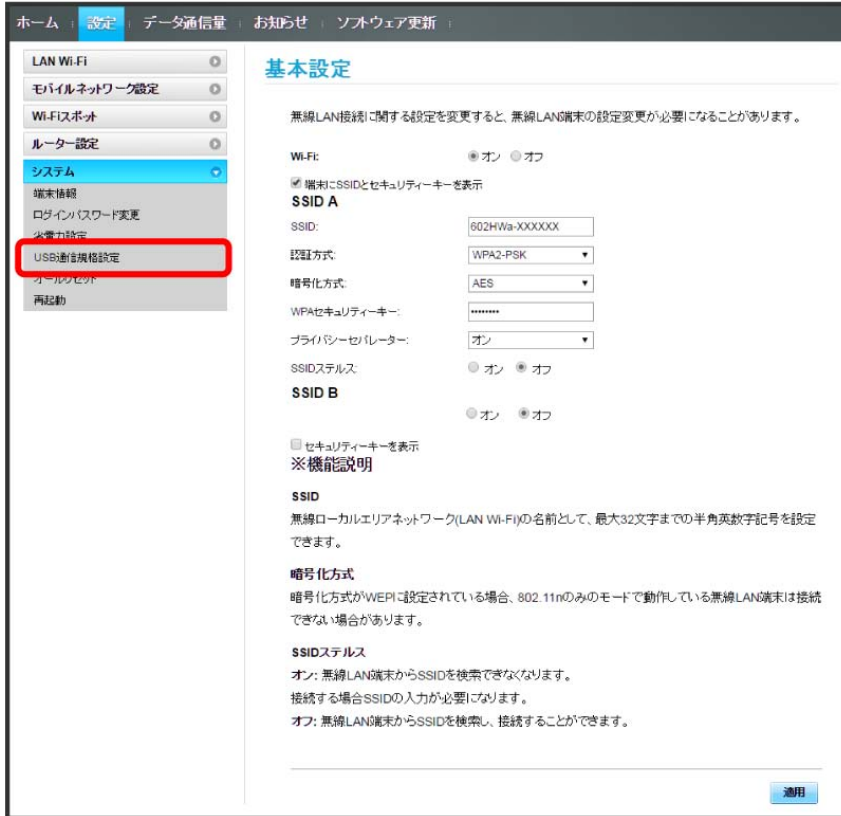 ホーム 設定 データ通信量 お知らせ ソフトウェア更新
LAN Wi-Fi
モバイルネットワーク設定
Wi-Fiスポット
ルーター設定
システム
端末情報
ログインパスワード変更
省電力設定
USB通信規格設定
オールリセット
再起動
基本設定
無線LAN接続に関する設定を変更すると、無線LAN端末の設定変更が必要になることがあります。
Wi-Fi: オン オフ
端末にSSIDとセキュリティーキーを表示
SSID A
SSID: 602HWa-XXXXXX
認証方式: WPA2-PSK
暗号化方式: AES
WPAセキュリティーキー: ••••••••
プライバシーセパレーター: オン
SSIDステルス: オン オフ
SSID B
オン オフ
セキュリティーキーを表示
※機能説明
SSID
無線ローカルエリアネットワーク(LAN Wi-Fi)の名前として、最大32文字までの半角英数字記号を設定
できます。
暗号化方式
暗号化方式がWEPに設定されている場合、802.11nのみのモードで動作している無線LAN端末は接続
できない場合があります。
SSIDステルス
オン: 無線LAN端末からSSIDを検索できなくなります。
接続する場合SSIDの入力が必要になります。
オフ: 無線LAN端末からSSIDを検索し、接続することができます。
適用